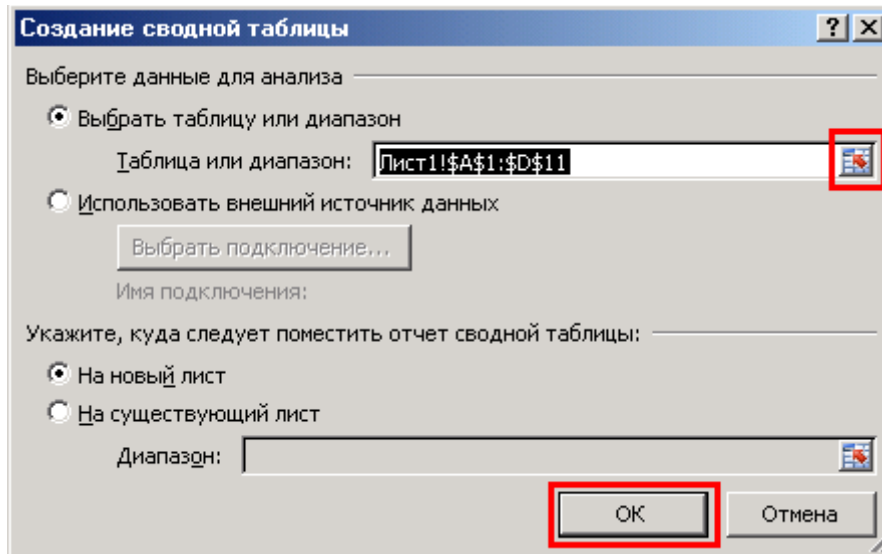 Создание сводной таблицы
Выберите данные для анализа
Выбрать таблицу или диапазон
Таблица или диапазон: Лист1!$A$1:$D$11
Использовать внешний источник данных
Выбрать подключение...
Имя подключения:
Укажите, куда следует поместить отчет сводной таблицы:
На новый лист
На существующий лист
Диапазон:
ОК Отмена